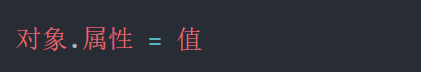 对象.属性 = 值